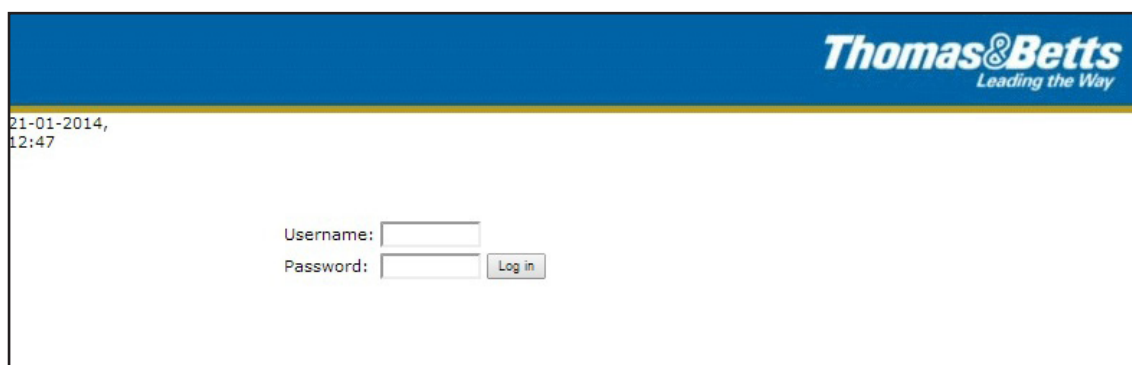 Thomas&Betts
Leading the Way
21-01-2014,
12:47
Username:
Password: Log in